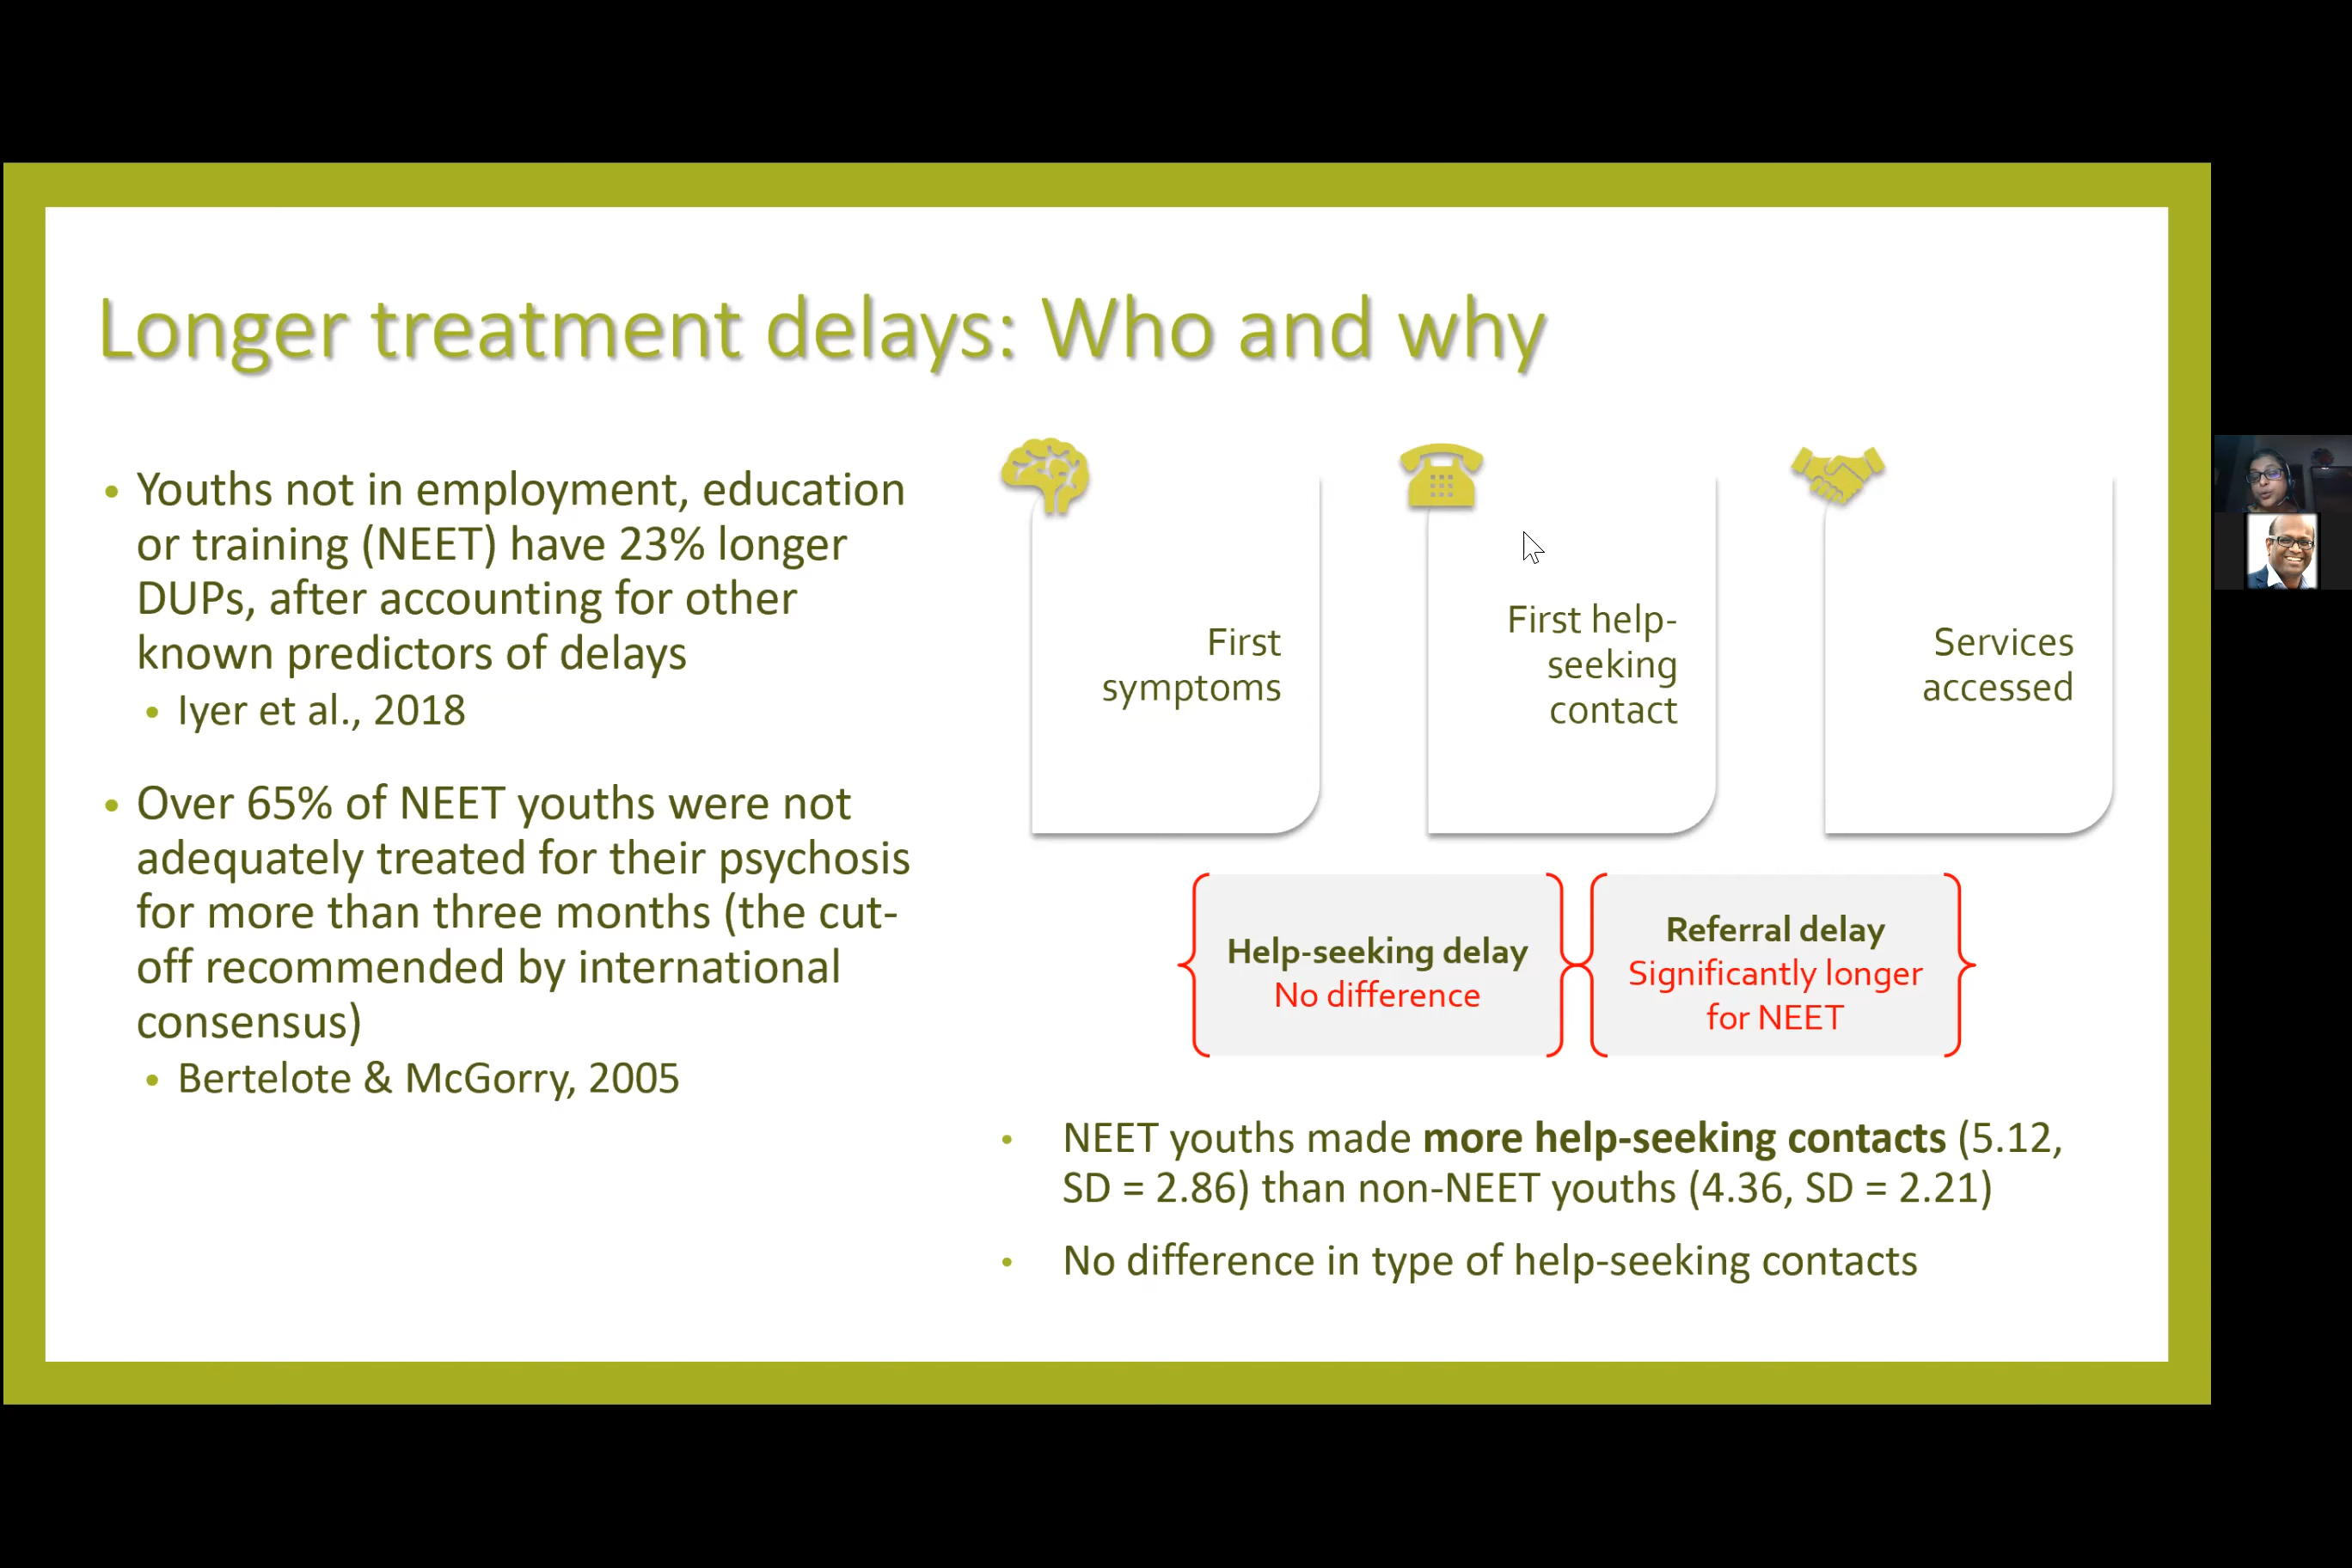 Longer treatment delays: Who and why
• Youths not in employment, education
or training (NEET) have 23% longer
DUPs, after accounting for other
known predictors of delays
• Iyer et al., 2018
• Over 65% of NEET youths were not
adequately treated for their psychosis
for more than three months (the cut-
off recommended by international
consensus)
• Bertelote & McGorry, 2005
First
symptoms
First help-
seeking
contact
Services
accessed
Help-seeking delay
No difference
Referral delay
Significantly longer
for NEET
• NEET youths made more help-seeking contacts (5.12,
SD = 2.86) than non-NEET youths (4.36, SD = 2.21)
• No difference in type of help-seeking contacts